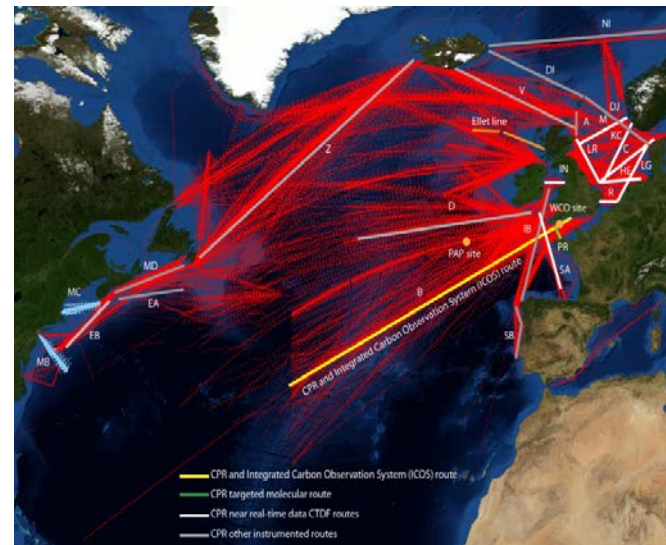 NI
DI
V
DJ
A
M
KC
C
Ellet line
LR
LG
HE
Z
IN
R
D
WCO site
IB
PR
PAP site
MD
SA
B
MC
EA
CPR and Integrated Carbon Observation System (ICOS) route
EB
SB
MB
CPR and Integrated Carbon Observation System (ICOS) route
CPR targeted molecular route
CPR near real-time data CTDF routes
CPR other instrumented routes